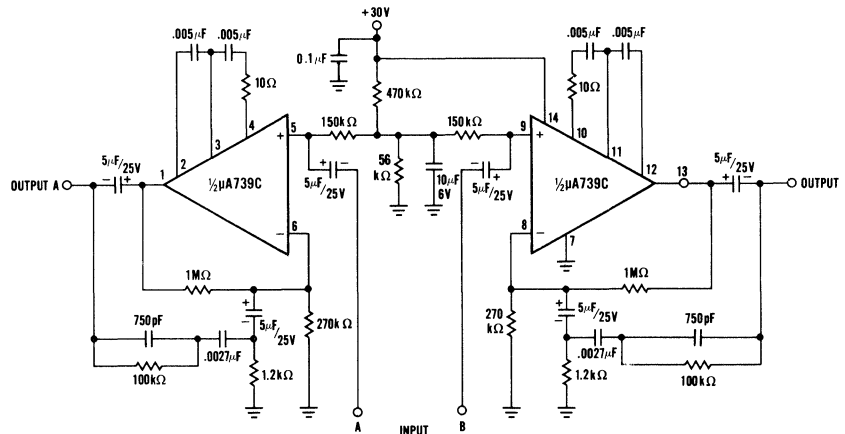 +30V
.005μF
.005μF
0.1μF
10Ω
470kΩ
.005μF
.005μF
10Ω
150kΩ
150kΩ
2
3
4
5
+
9
+
14
10
11
12
5μF/
25V
OUTPUT A
- +
1
½μA739C
+ -
5μF/25V
56
kΩ
10μF
6V
- +
5μF/25V
½μA739C
13
5μF/
25V
+ -
OUTPUT
6
-
8
-
7
1MΩ
+
-
5μF/
25V
270kΩ
750pF
.0027μF
100kΩ
1.2kΩ
270
kΩ
+
-
5μF/
25V
1MΩ
750pF
.0027μF
1.2kΩ
100kΩ
A INPUT B